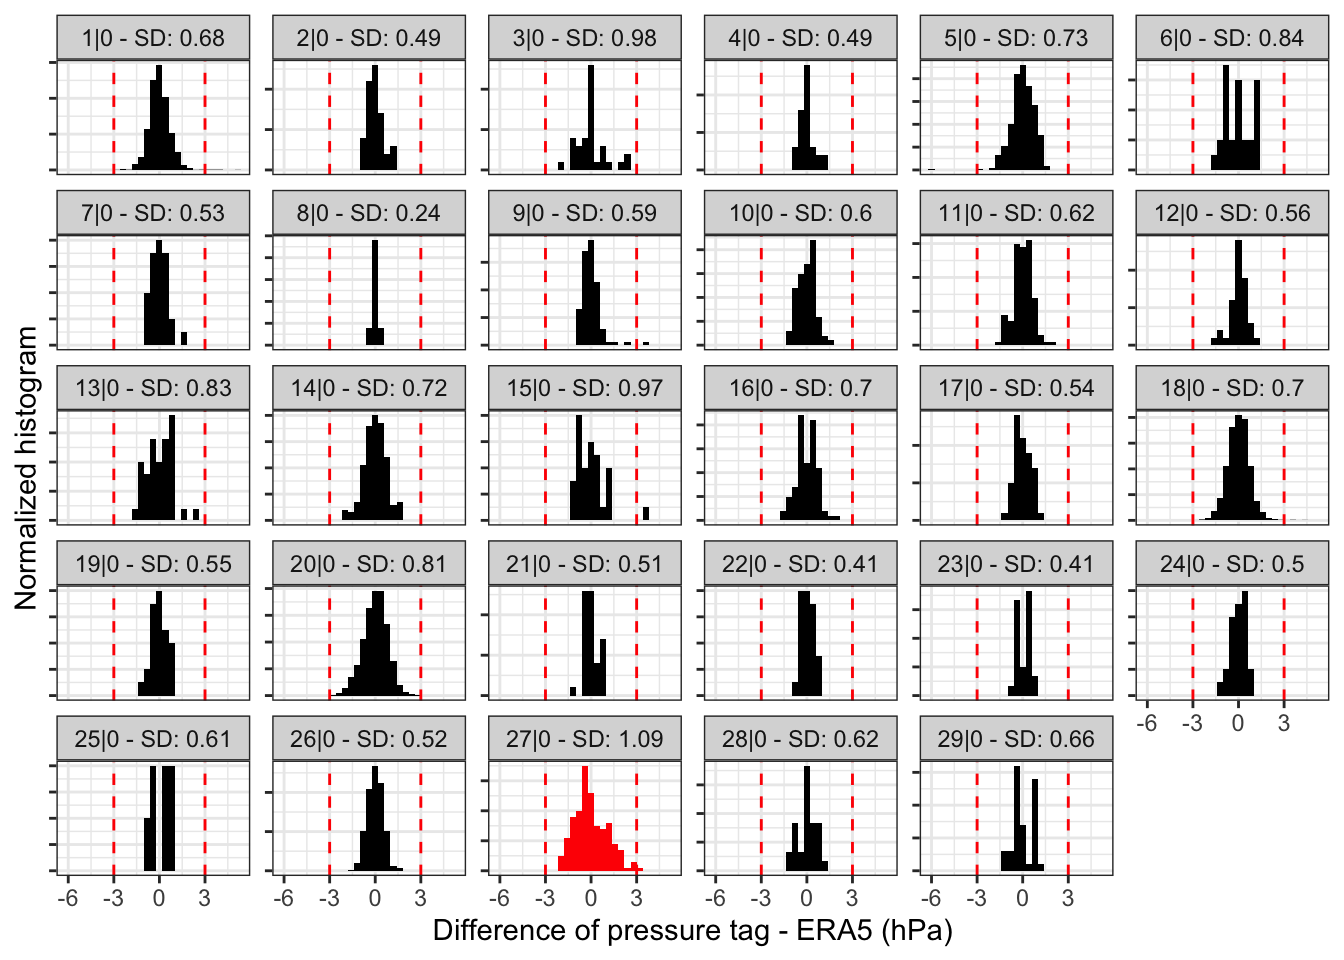 1|0 - SD: 0.68
2|0 - SD: 0.49
3|0 - SD: 0.98
4|0 - SD: 0.49
5|0 - SD: 0.73
6|0 - SD: 0.84
7|0 - SD: 0.53
8|0 - SD: 0.24
9|0 - SD: 0.59
10|0 - SD: 0.6
11|0 - SD: 0.62
12|0 - SD: 0.56
13|0 - SD: 0.83
14|0 - SD: 0.72
15|0 - SD: 0.97
16|0 - SD: 0.7
17|0 - SD: 0.54
18|0 - SD: 0.7
19|0 - SD: 0.55
20|0 - SD: 0.81
21|0 - SD: 0.51
22|0 - SD: 0.41
23|0 - SD: 0.41
24|0 - SD: 0.5
-6 -3 0 3
25|0 - SD: 0.61
26|0 - SD: 0.52
27|0 - SD: 1.09
28|0 - SD: 0.62
29|0 - SD: 0.66
-6 -3 0 3
-6 -3 0 3
-6 -3 0 3
-6 -3 0 3
-6 -3 0 3
Difference of pressure tag - ERA5 (hPa)
Normalized histogram